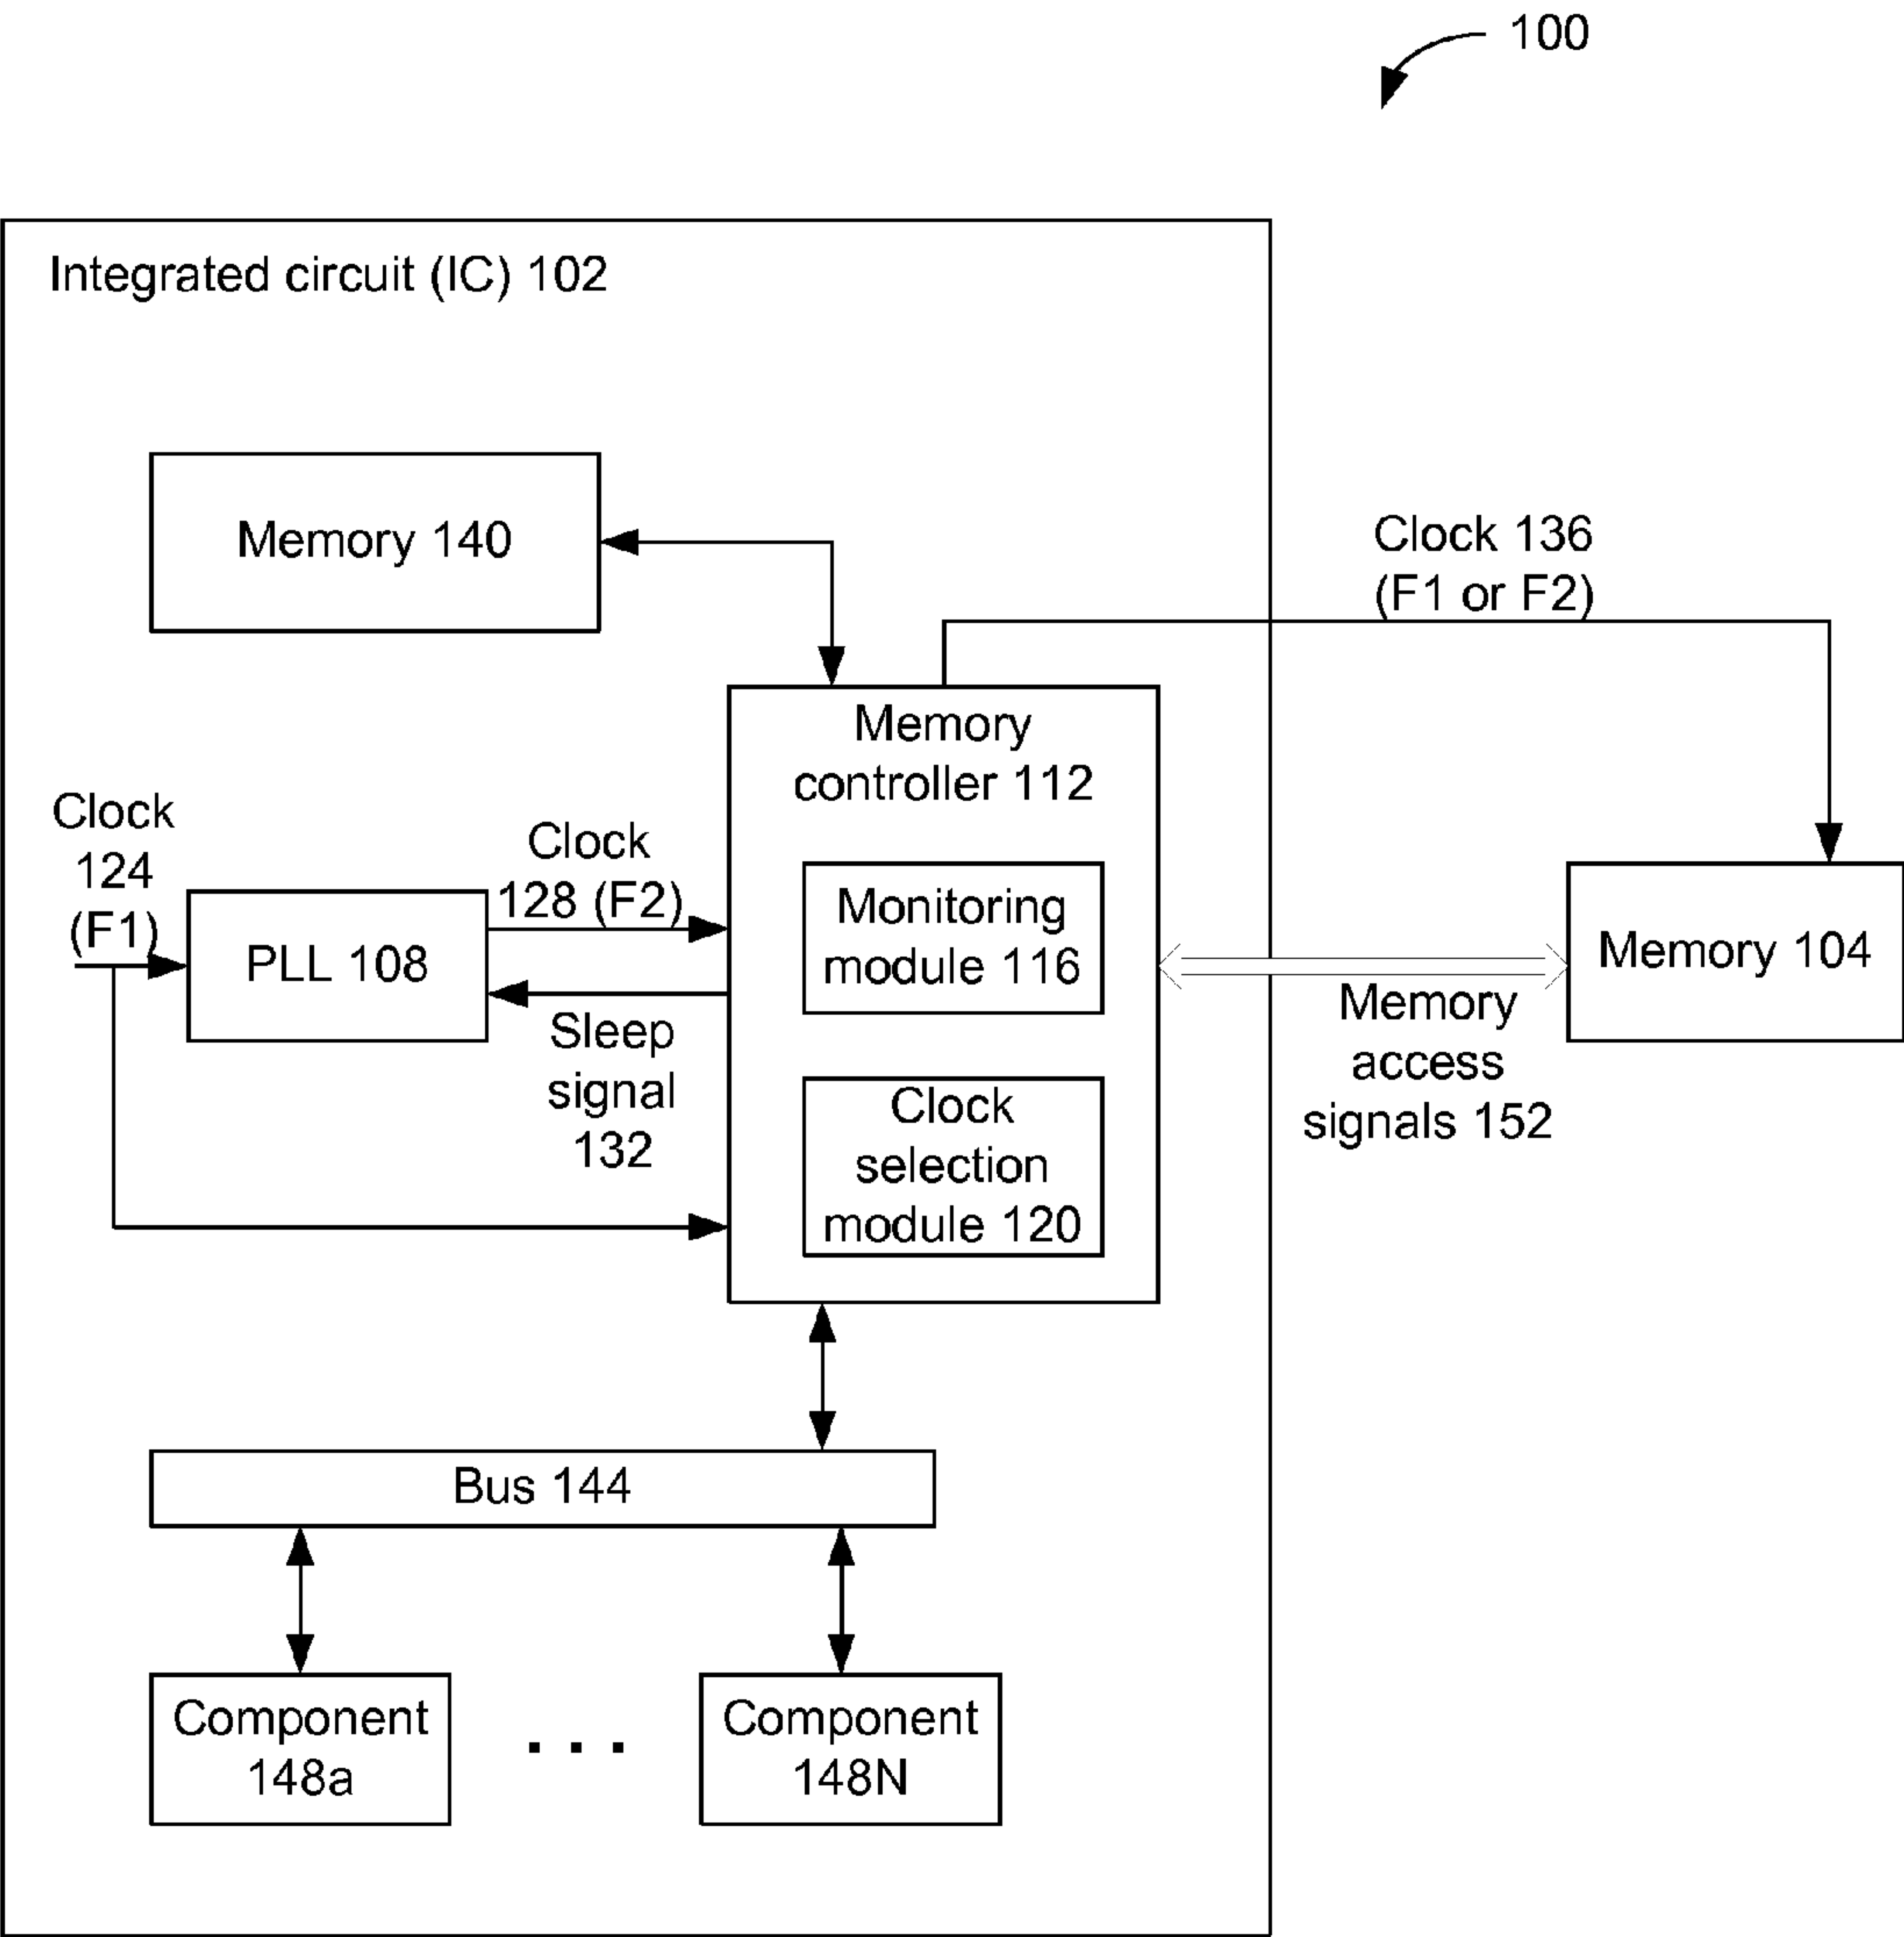 100
Integrated circuit (IC) 102
Memory 140
Clock 136
(F1 or F2)
Memory
controller 112
Clock
124
(F1)
Clock
128 (F2)
PLL 108
Sleep
signal
132
Monitoring
module 116
Clock
selection
module 120
Memory 104
Memory
access
signals 152
Bus 144
Component
148a
. . .
Component
148N